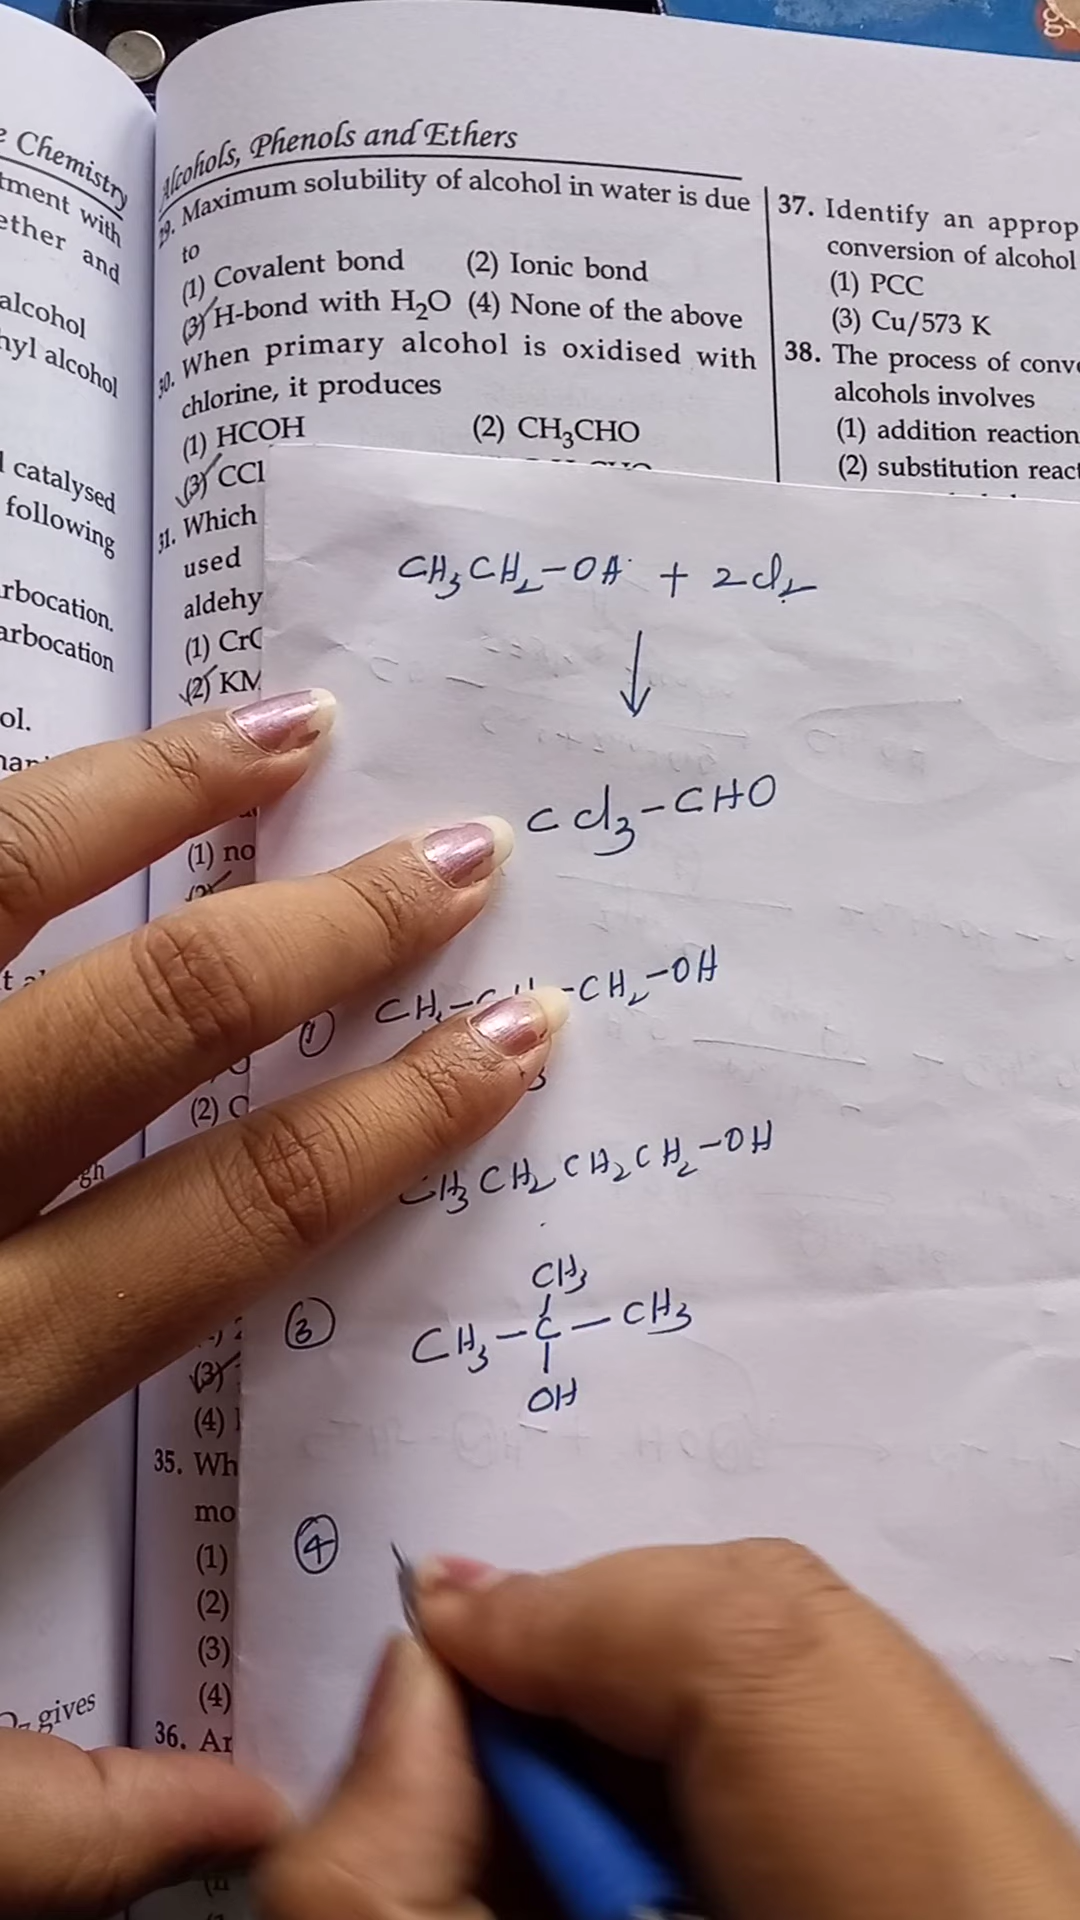 Chemistry
tment with
ether and
alcohol
hyl alcohol
catalysed
following
rbocation.
arbocation
ol.
gives
Alcohols, Phenols and Ethers
29. Maximum solubility of alcohol in water is due
to
(1) Covalent bond (2) Ionic bond
(3) H-bond with H₂O (4) None of the above
30. When primary alcohol is oxidised with
chlorine, it produces
(1) HCOH (2) CH₃CHO
(3) CCl
31. Which
used
aldehy
(1) CrO
(2) KM
(1) no
(2)
(3)
(4)
35. Wh
mo
(1)
(2)
(3)
(4)
36. Ar
37. Identify an approp
conversion of alcohol
(1) PCC
(3) Cu/573 K
38. The process of conve
alcohols involves
(1) addition reaction
(2) substitution react
CH₃CH₂-OH + 2Cl₂
↓
CCl₃-CHO
① -CH₂-OH
CH₃CH₂CH₂CH₂-OH
③
CH₃
CH₃-C-CH₃
OH
④